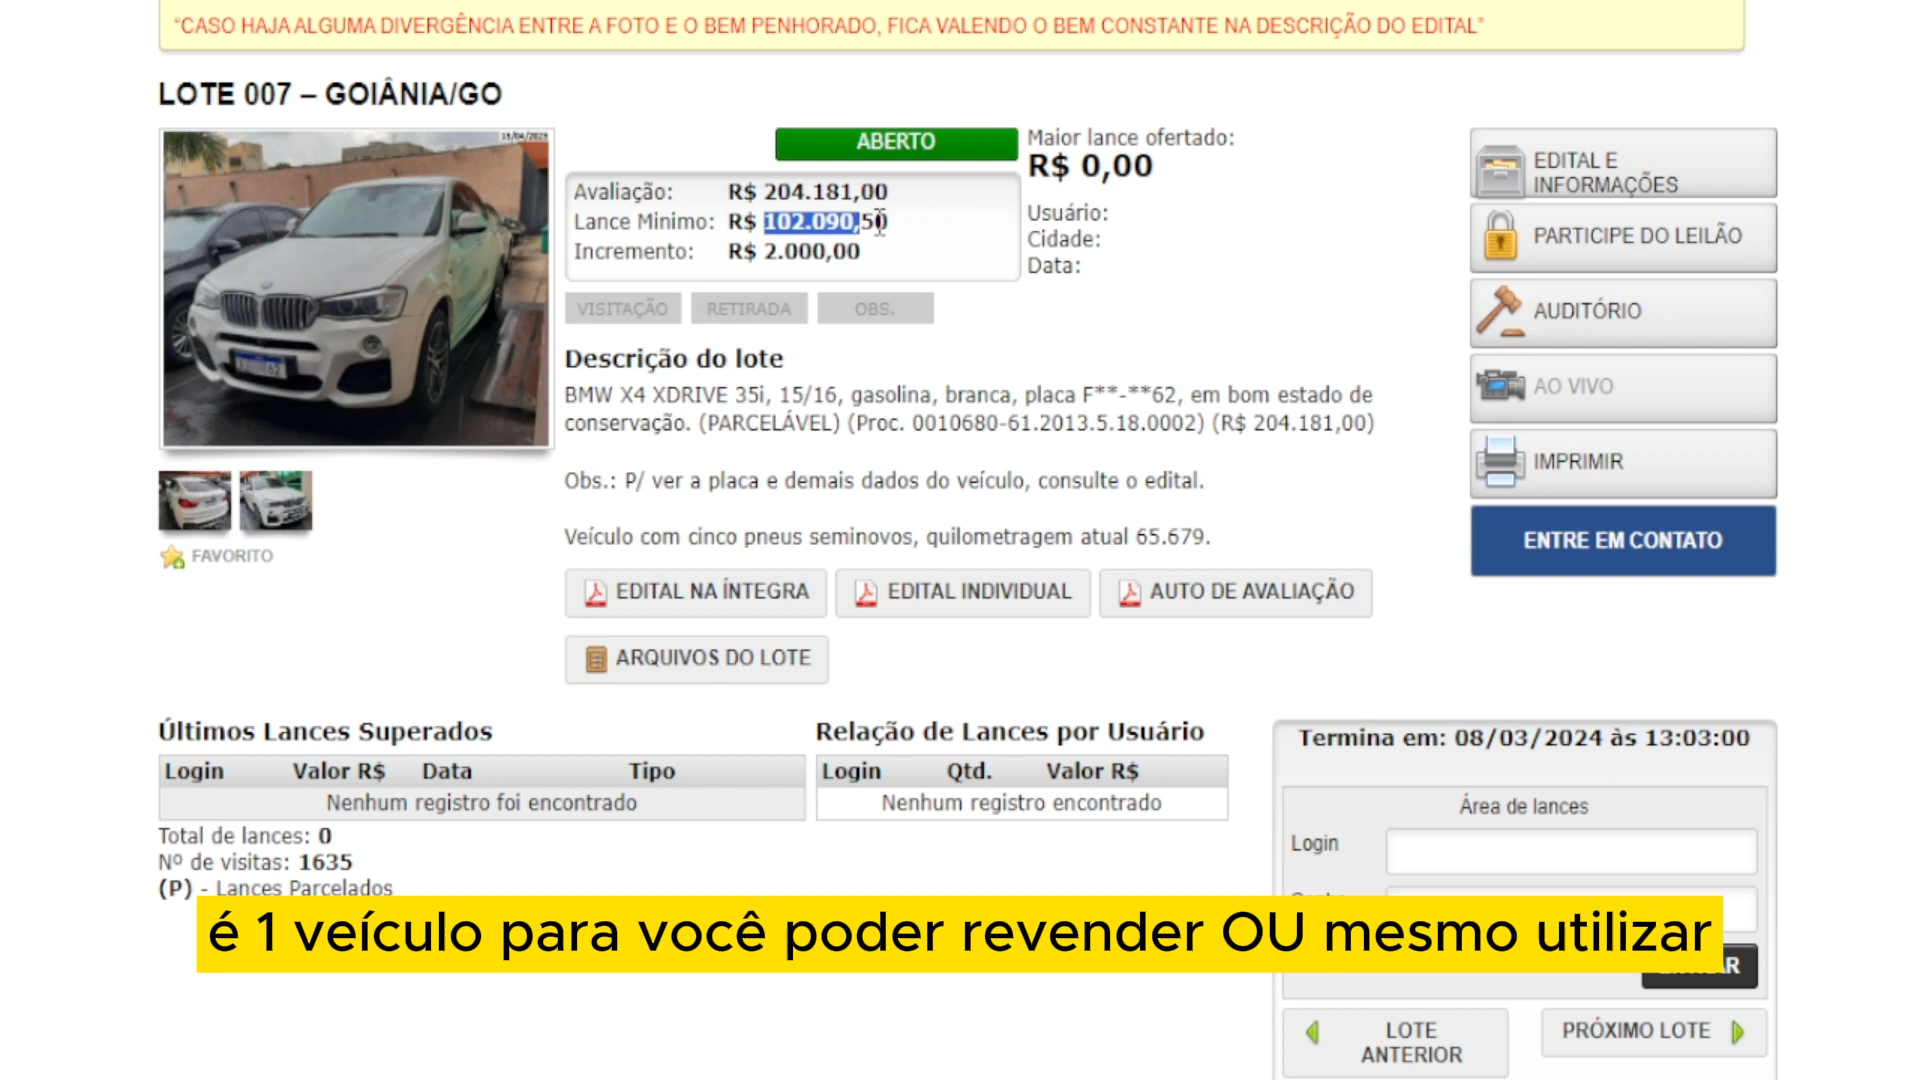 “CASO HAJA ALGUMA DIVERGÊNCIA ENTRE A FOTO E O BEM PENHORADO, FICA VALENDO O BEM CONSTANTE NA DESCRIÇÃO DO EDITAL”
LOTE 007 – GOIÂNIA/GO
ABERTO
Avaliação: R$ 204.181,00
Lance Minimo: R$ 102.090,50
Incremento: R$ 2.000,00
Maior lance ofertado:
R$ 0,00
Usuário:
Cidade:
Data:
VISITAÇÃO RETIRADA OBS.
Descrição do lote
BMW X4 XDRIVE 35i, 15/16, gasolina, branca, placa F**-**62, em bom estado de
conservação. (PARCELÁVEL) (Proc. 0010680-61.2013.5.18.0002) (R$ 204.181,00)
Obs.: P/ ver a placa e demais dados do veículo, consulte o edital.
Veículo com cinco pneus seminovos, quilometragem atual 65.679.
EDITAL NA ÍNTEGRA EDITAL INDIVIDUAL AUTO DE AVALIAÇÃO
ARQUIVOS DO LOTE
FAVORITO
EDITAL E
INFORMAÇÕES
PARTICIPE DO LEILÃO
AUDITÓRIO
AO VIVO
IMPRIMIR
ENTRE EM CONTATO
Últimos Lances Superados
Login Valor R$ Data Tipo
Nenhum registro foi encontrado
Total de lances: 0
Nº de visitas: 1635
(P) - Lances Parcelados
Relação de Lances por Usuário
Login Qtd. Valor R$
Nenhum registro encontrado
Termina em: 08/03/2024 às 13:03:00
Área de lances
Login
é 1 veículo para você poder revender OU mesmo utilizar
LOTE
ANTERIOR
PRÓXIMO LOTE